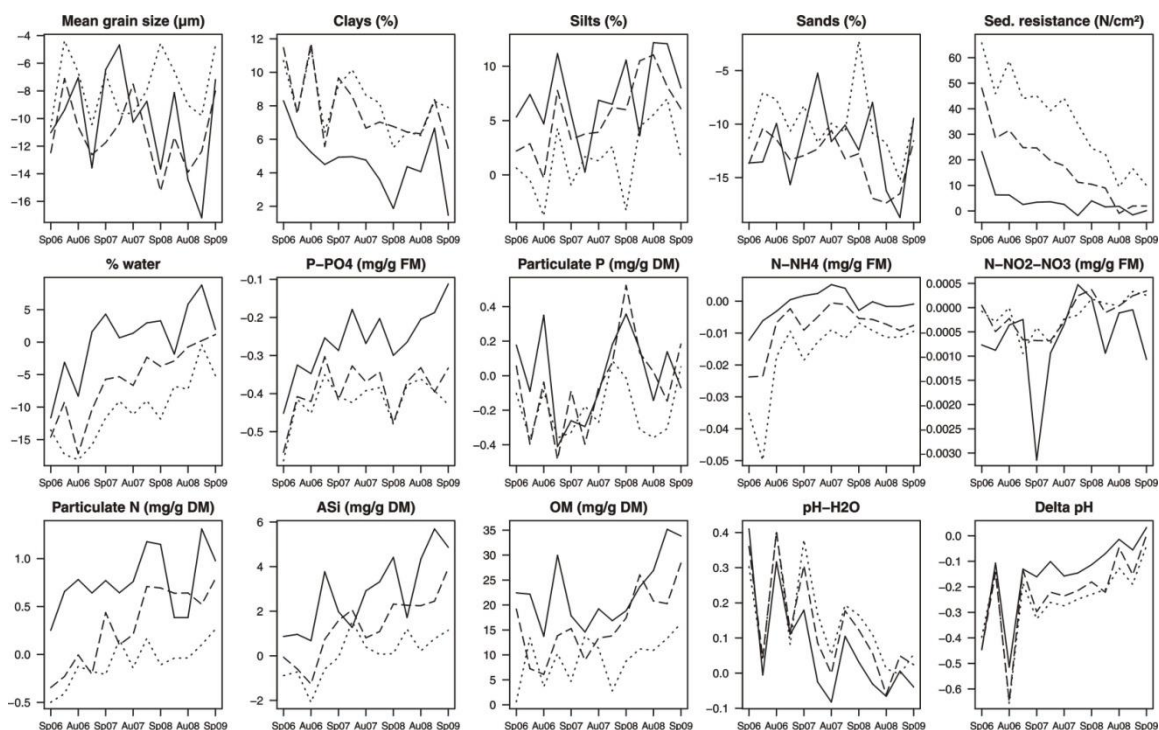 Mean grain size (µm) Clays (%) Silts (%) Sands (%) Sed. resistance (N/cm²)
−4 −6 −8 −10 −12 −14 −16
12 10 8 6 4 2
10 5 0
−5 −10 −15
60 50 40 30 20 10 0
Sp06 Au06 Sp07 Au07 Sp08 Au08 Sp09 Sp06 Au06 Sp07 Au07 Sp08 Au08 Sp09 Sp06 Au06 Sp07 Au07 Sp08 Au08 Sp09 Sp06 Au06 Sp07 Au07 Sp08 Au08 Sp09 Sp06 Au06 Sp07 Au07 Sp08 Au08 Sp09
% water P−PO4 (mg/g FM) Particulate P (mg/g DM) N−NH4 (mg/g FM) N−NO2−NO3 (mg/g FM)
5 0 −5 −10 −15
−0.1 −0.2 −0.3 −0.4 −0.5
0.4 0.2 0.0 −0.2 −0.4
0.00 −0.01 −0.02 −0.03 −0.04 −0.05
0.0005 0.0000 −0.0005 −0.0010 −0.0015 −0.0020 −0.0025 −0.0030
Sp06 Au06 Sp07 Au07 Sp08 Au08 Sp09 Sp06 Au06 Sp07 Au07 Sp08 Au08 Sp09 Sp06 Au06 Sp07 Au07 Sp08 Au08 Sp09 Sp06 Au06 Sp07 Au07 Sp08 Au08 Sp09 Sp06 Au06 Sp07 Au07 Sp08 Au08 Sp09
Particulate N (mg/g DM) ASi (mg/g DM) OM (mg/g DM) pH−H2O Delta pH
1.0 0.5 0.0 −0.5
6 4 2 0 −2
35 30 25 20 15 10 5 0
0.4 0.3 0.2 0.1 0.0 −0.1
0.0 −0.1 −0.2 −0.3 −0.4 −0.5 −0.6
Sp06 Au06 Sp07 Au07 Sp08 Au08 Sp09 Sp06 Au06 Sp07 Au07 Sp08 Au08 Sp09 Sp06 Au06 Sp07 Au07 Sp08 Au08 Sp09 Sp06 Au06 Sp07 Au07 Sp08 Au08 Sp09 Sp06 Au06 Sp07 Au07 Sp08 Au08 Sp09